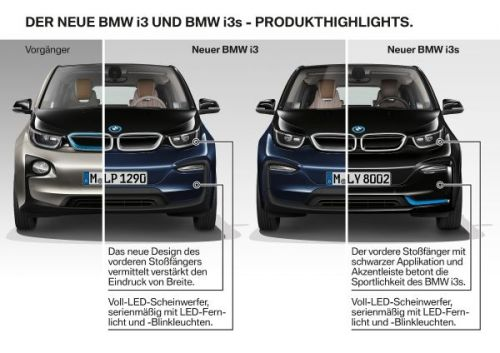 DER NEUE BMW i3 UND BMW i3s - PRODUKTHIGHLIGHTS.
Vorgänger
Neuer BMW i3
Neuer BMW i3s
M LP 1290
M LY 8002
Das neue Design des
vorderen Stoßfängers
vermittelt verstärkt den
Eindruck von Breite.
Voll-LED-Scheinwerfer,
serienmäßig mit LED-Fern-
licht und -Blinkleuchten.
Der vordere Stoßfänger mit
schwarzer Applikation und
Akzentleiste betont die
Sportlichkeit des BMW i3s.
Voll-LED-Scheinwerfer,
serienmäßig mit LED-Fern-
licht und -Blinkleuchten.